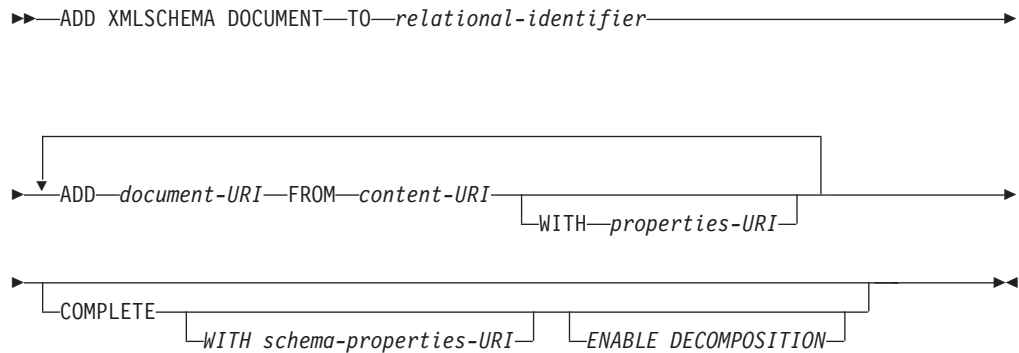 ADD XMLSCHEMA DOCUMENT TO relational-identifier
ADD document-URI FROM content-URI
WITH properties-URI
COMPLETE
WITH schema-properties-URI ENABLE DECOMPOSITION